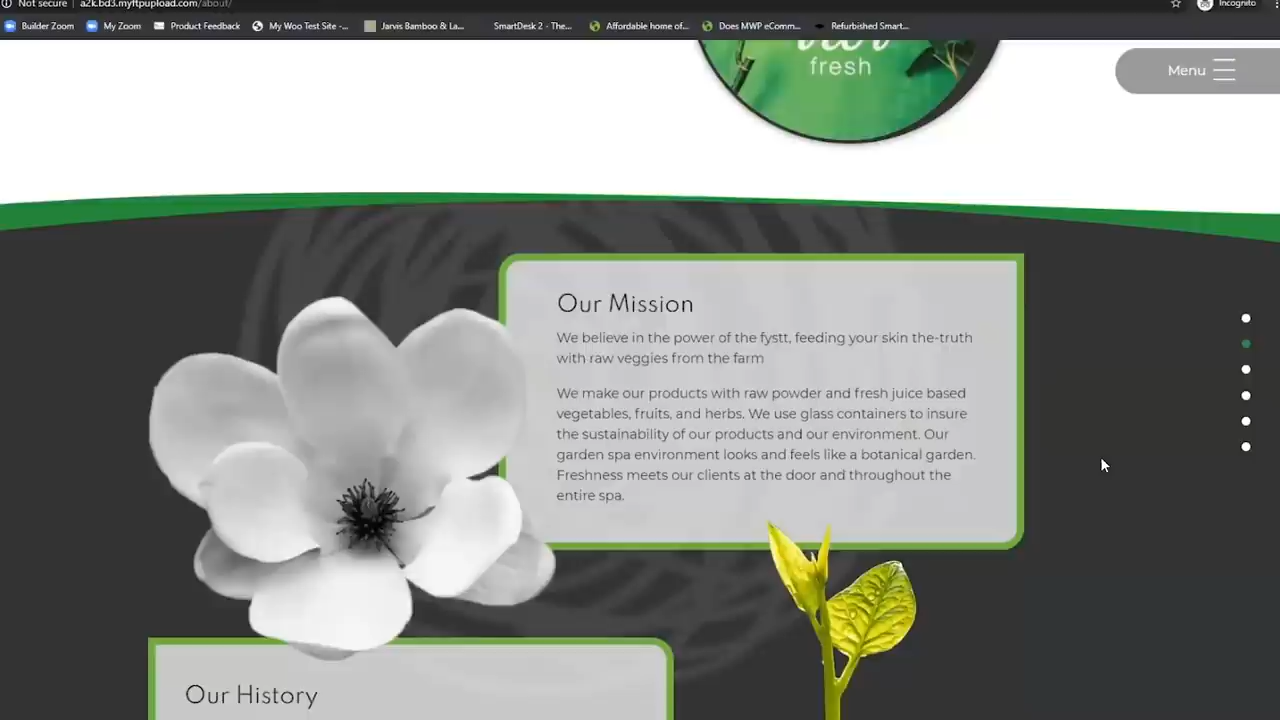 Not secure | a2k.bd3.myftpupload.com/about/
Incognito
Builder Zoom My Zoom Product Feedback My Woo Test Site -... Jarvis Bamboo & La... SmartDesk 2 - The... Affordable home of... Does MWP eComm... Refurbished Smart...
fresh
Menu
Our Mission
We believe in the power of the fystt, feeding your skin the-truth
with raw veggies from the farm
We make our products with raw powder and fresh juice based
vegetables, fruits, and herbs. We use glass containers to insure
the sustainability of our products and our environment. Our
garden spa environment looks and feels like a botanical garden.
Freshness meets our clients at the door and throughout the
entire spa.
Our History